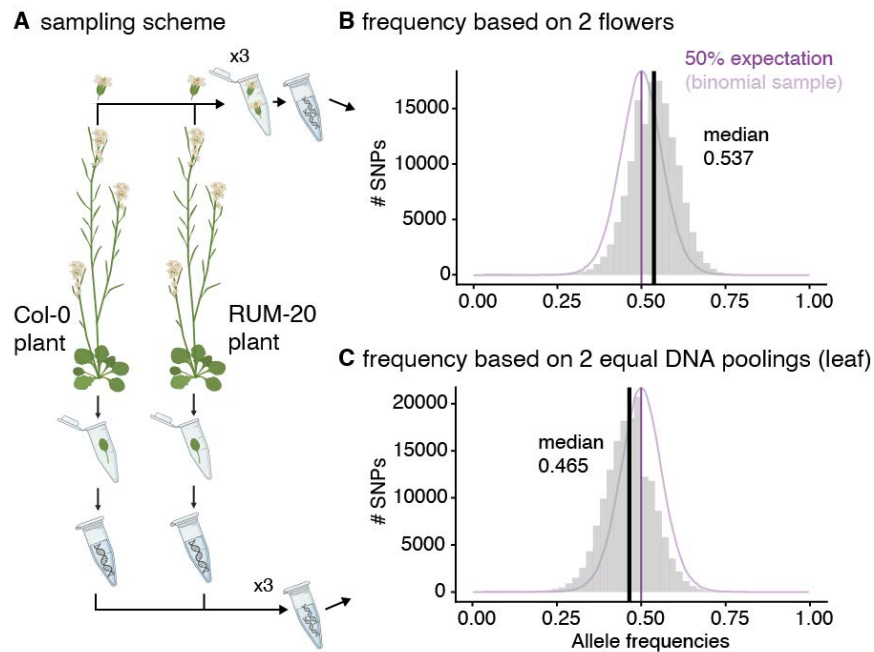 A sampling scheme
x3
Col-0
plant
RUM-20
plant
x3
B frequency based on 2 flowers
50% expectation
(binomial sample)
median
0.537
# SNPs
15000
10000
5000
0
0.00 0.25 0.50 0.75 1.00
C frequency based on 2 equal DNA poolings (leaf)
median
0.465
# SNPs
20000
15000
10000
5000
0
0.00 0.25 0.50 0.75 1.00
Allele frequencies